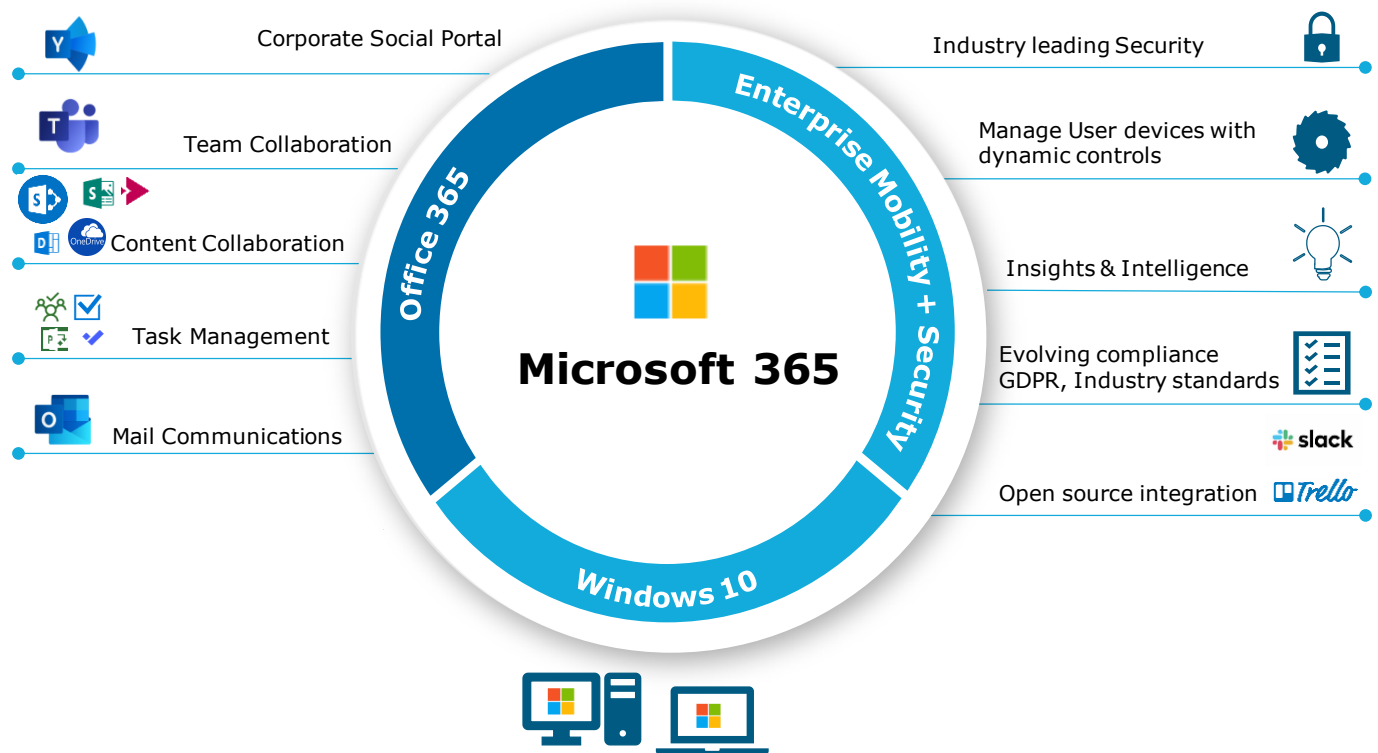 Y
Corporate Social Portal
T
Team Collaboration
S
S
D
OneDrive
Content Collaboration
P
Task Management
O
Mail Communications
Office 365
Enterprise Mobility + Security
Windows 10
Microsoft 365
Industry leading Security
Manage User devices with
dynamic controls
Insights & Intelligence
Evolving compliance
GDPR, Industry standards
slack
Open source integration
Trello